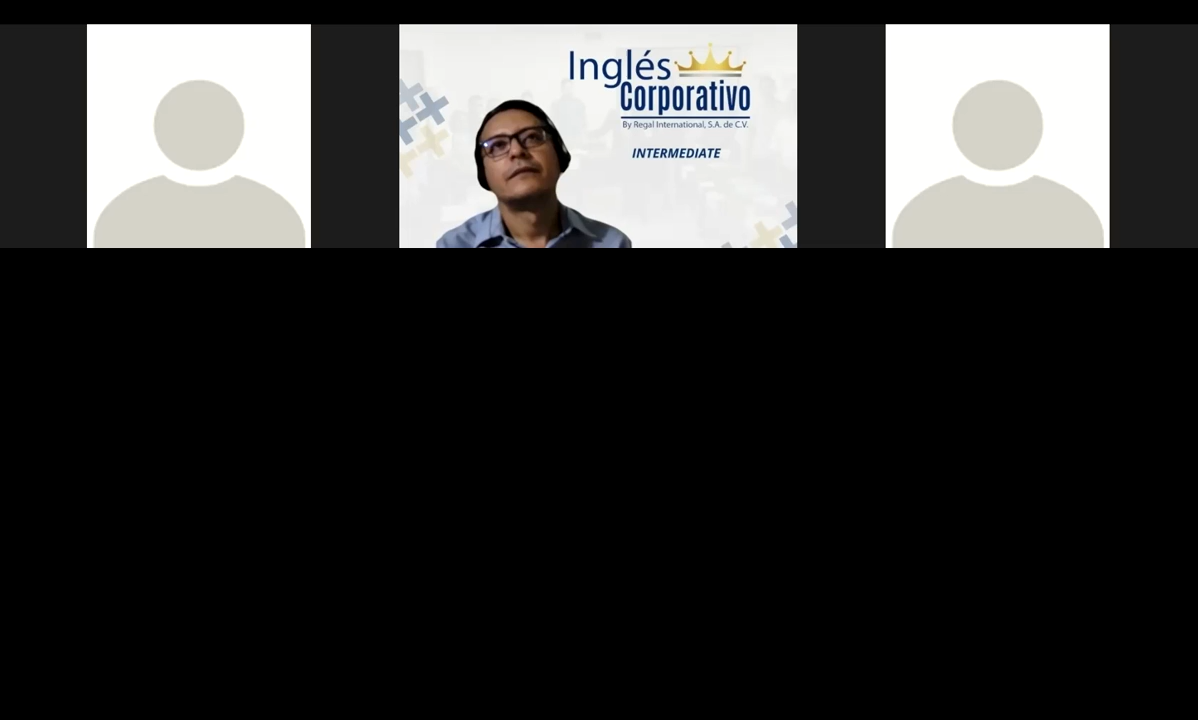 Inglés
Corporativo
By Regal International, S.A. de C.V.
INTERMEDIATE